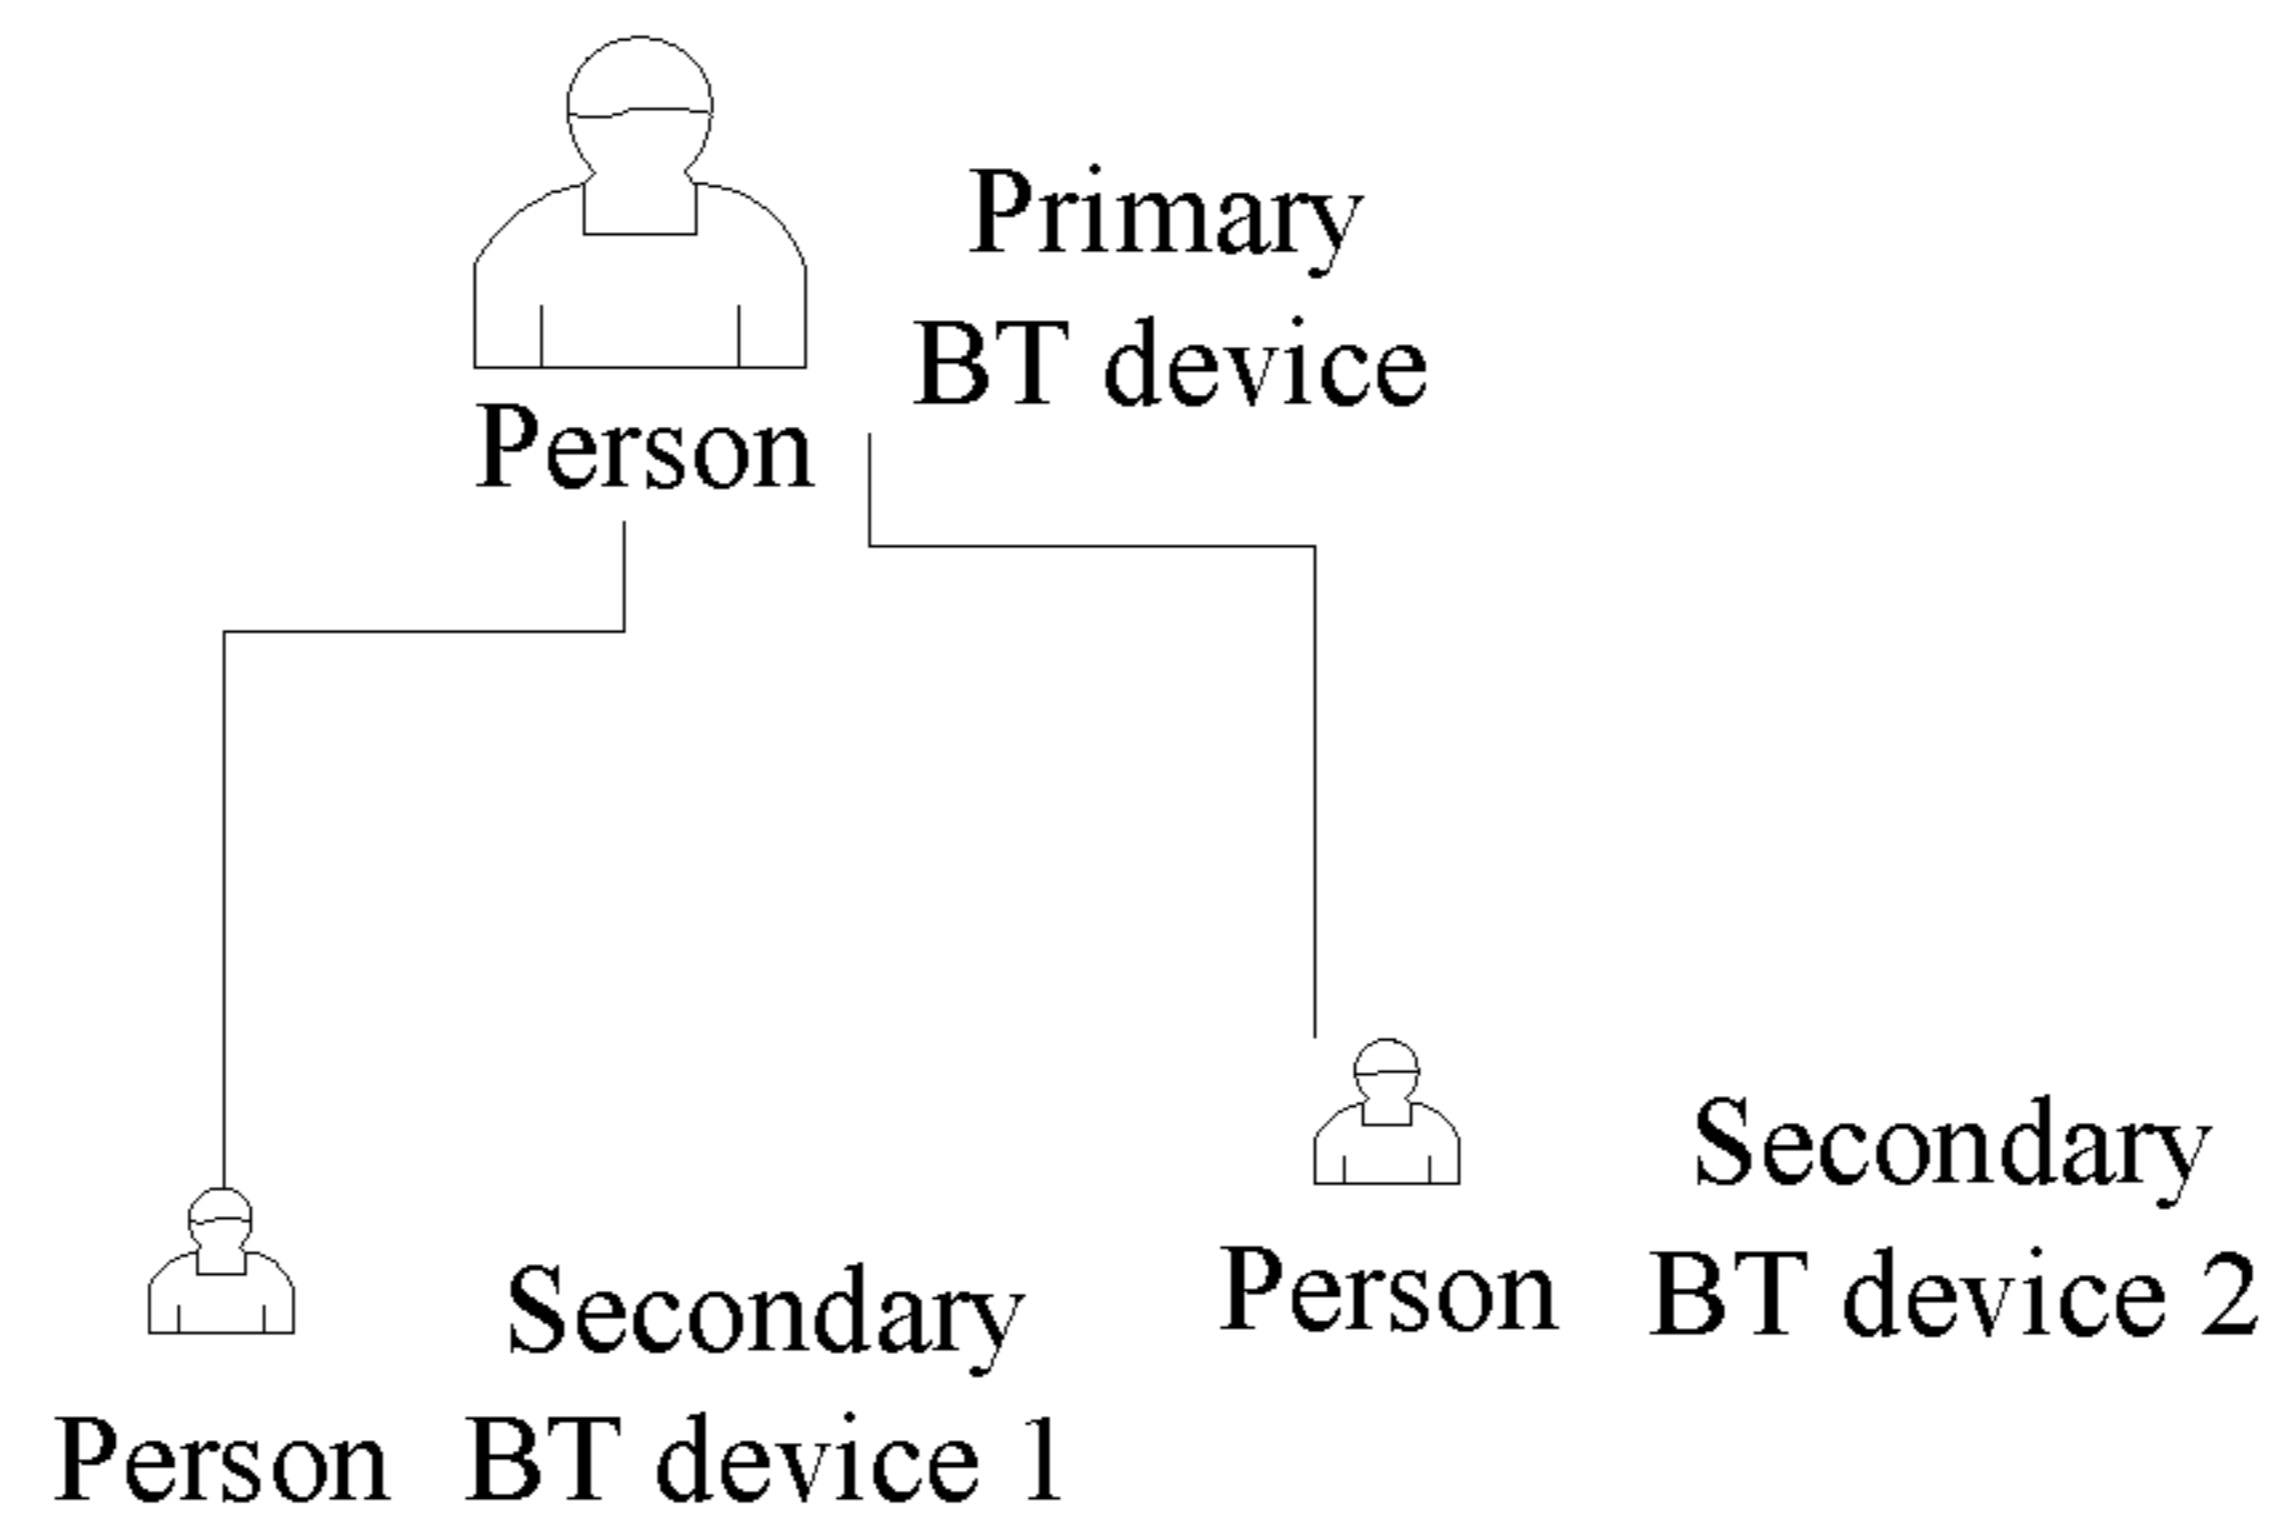 Primary
BT device
Person
Secondary
BT device 2
Person
Secondary
BT device 1
Person